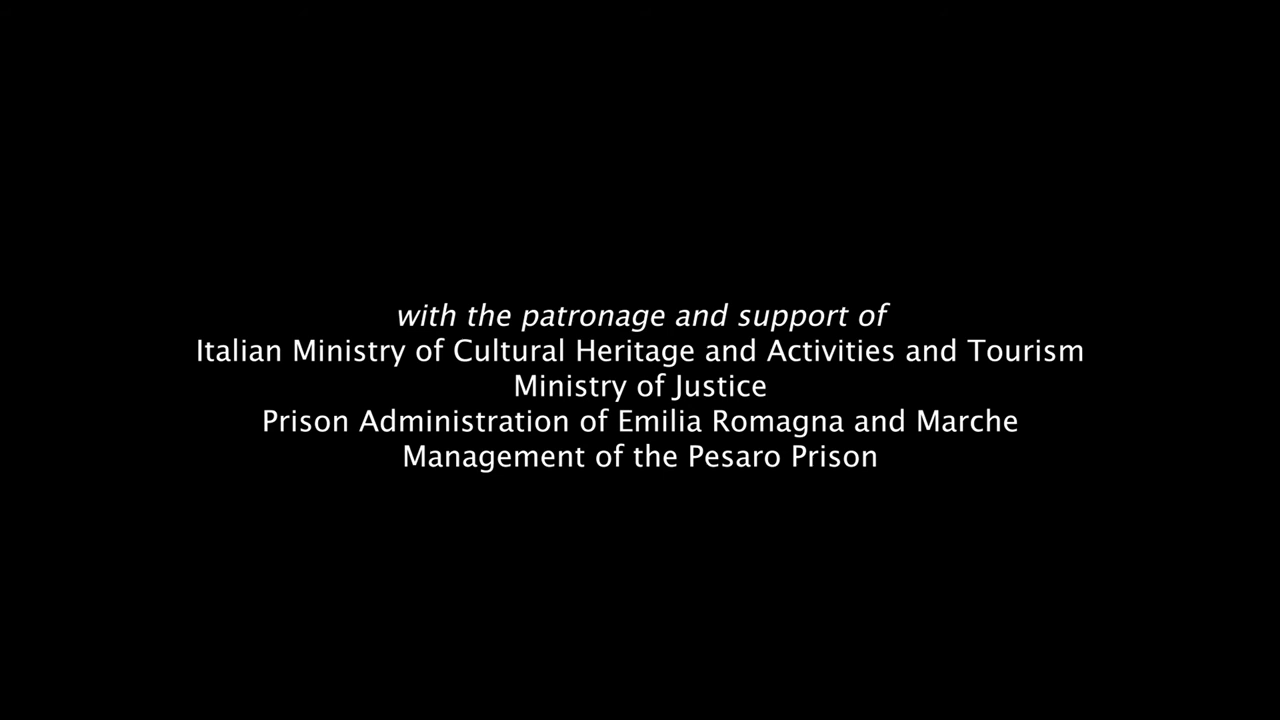 with the patronage and support of
Italian Ministry of Cultural Heritage and Activities and Tourism
Ministry of Justice
Prison Administration of Emilia Romagna and Marche
Management of the Pesaro Prison